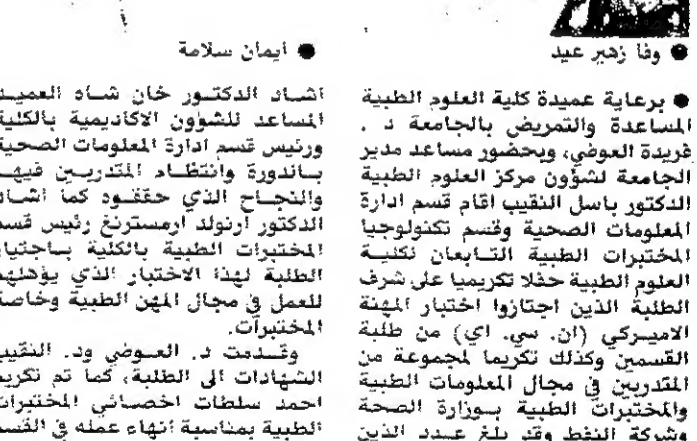 ● وفا زهير عيد
● برعاية عميدة كلية العلوم الطبية
المساعدة والتمريض بالجامعة د .
فريدة العوضي، وبحضور مساعد مدير
الجامعة لشؤون مركز العلوم الطبية
الدكتور باسل النقيب اقام قسم ادارة
المعلومات الصحية وقسم تكنولوجيا
المختبرات الطبية التابعان لكلية
العلوم الطبية حفلا تكريميا على شرف
الطلبة الذين اجتازوا اختبار المهنة
الاميركي (ان. سي. اي) من طلبة
القسمين وكذلك تكريما لمجموعة من
المتدربين في مجال المعلومات الطبية
والمختبرات الطبية بوزارة الصحة
وشركة النفط وقد بلغ عدد الذين
● ايمان سلامة
اشاد الدكتور خان شاد العميد
المساعد للشؤون الاكاديمية بالكلية
ورئيس قسم ادارة المعلومات الصحية
بالدورة وانتظام المتدربين فيها
والنجاح الذي حققوه كما اشاد
الدكتور ارنولد ارمسترنغ رئيس قسم
المختبرات الطبية بالكلية باجتياز
الطلبة لهذا الاختبار الذي يؤهلهم
للعمل في مجال المهن الطبية وخاصة
المختبرات.
وقدمت د. العوضي ود. النقيب
الشهادات الى الطلبة، كما تم تكريم
احمد سلطات اخصائي المختبرات
الطبية بمناسبة انهاء عمله في القسم